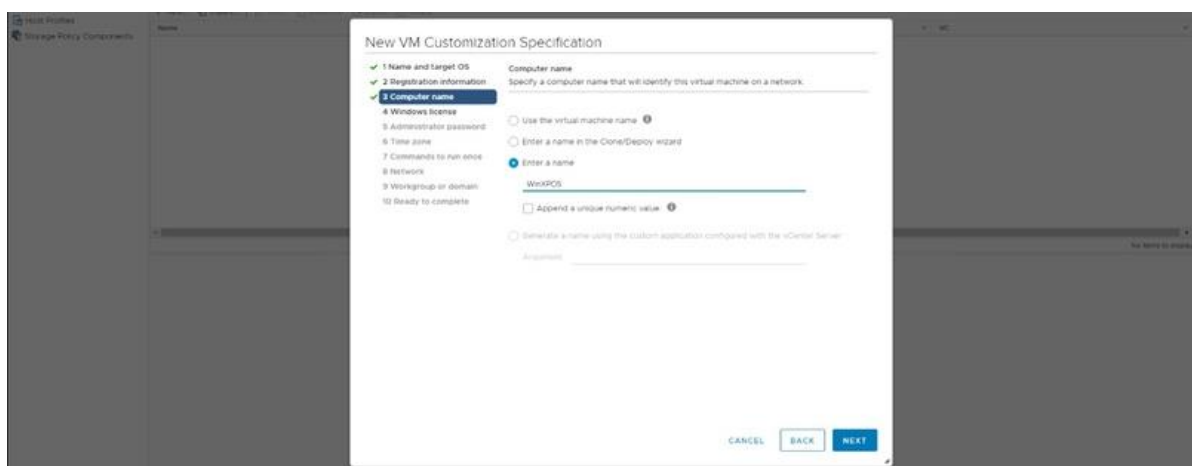 Host Profiles
Storage Policy Components
Name
New VM Customization Specification
1 Name and target OS
2 Registration information
3 Computer name
4 Windows license
5 Administrator password
6 Time zone
7 Commands to run once
8 Network
9 Workgroup or domain
10 Ready to complete
Computer name
Specify a computer name that will identify this virtual machine on a network.
Use the virtual machine name
Enter a name in the Clone/Deploy wizard
Enter a name
WinXPOS
Append a unique numeric value
Generate a name using the custom application configured with the vCenter Server
Argument
CANCEL
BACK
NEXT